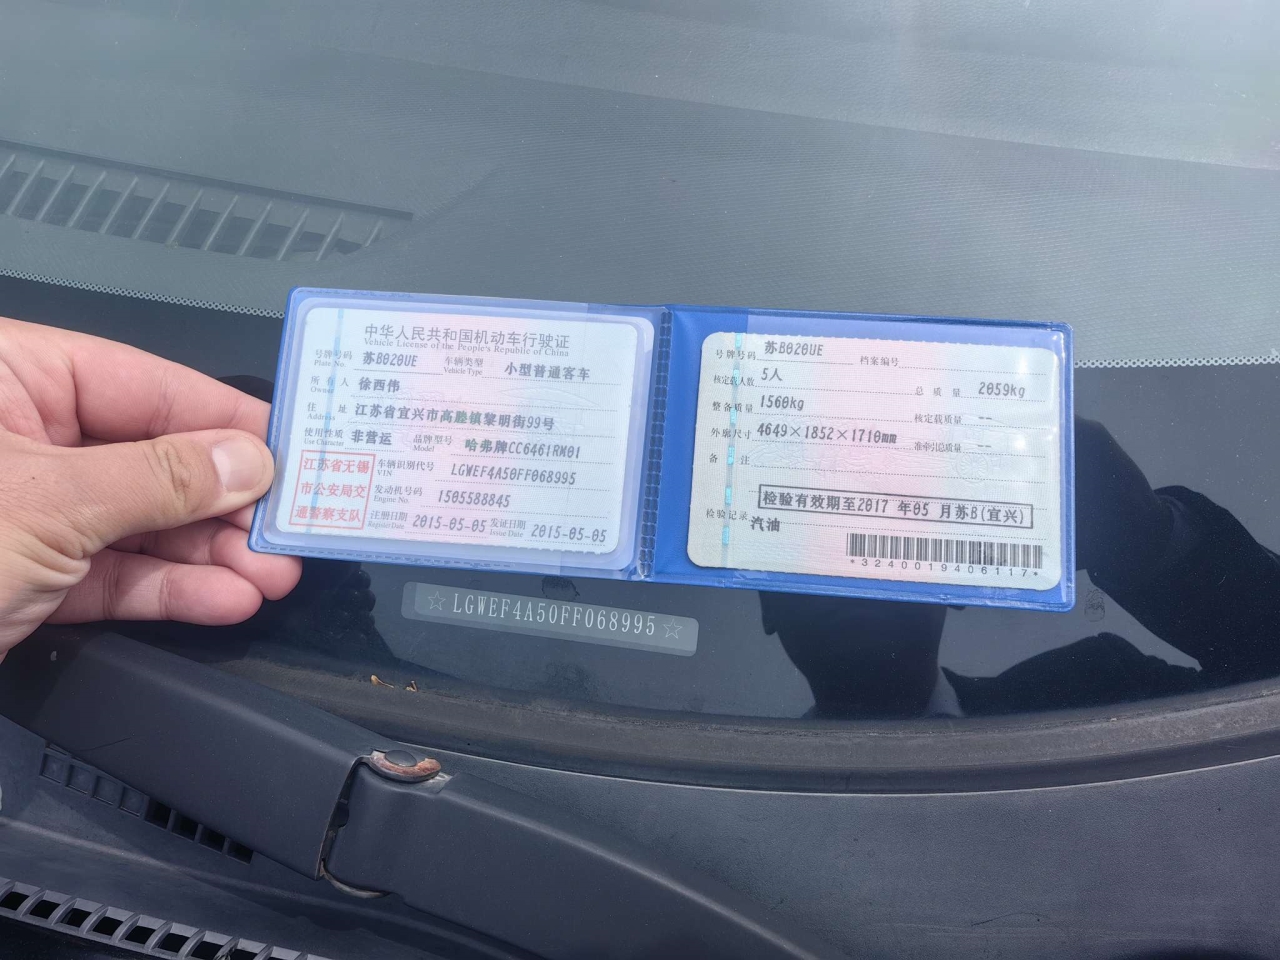 中华人民共和国机动车行驶证
Vehicle License of the People's Republic of China
号牌号码 苏B020UE 车辆类型 小型普通客车
Plate No. Vehicle Type
所有人 徐西伟
Owner
住址 江苏省宜兴市高塍镇黎明街99号
Address
使用性质 非营运 品牌型号 哈弗牌CC6461RM01
Use Character Model
江苏省无锡
市公安局交
通警察支队
车辆识别代号 LGWEF4A50FF068995
VIN
发动机号码 1505588845
Engine No.
注册日期 2015-05-05 发证日期 2015-05-05
Register Date Issue Date
号牌号码 苏B020UE 档案编号
核定载人数 5人 总质量 2059kg
整备质量 1560kg 核定载质量 --
外廓尺寸 4649×1852×1710mm 准牵引总质量 --
备注
检验有效期至2017 年05 月苏B(宜兴)
检验记录 汽油
*3240019406117*
☆LGWEF4A50FF068995☆